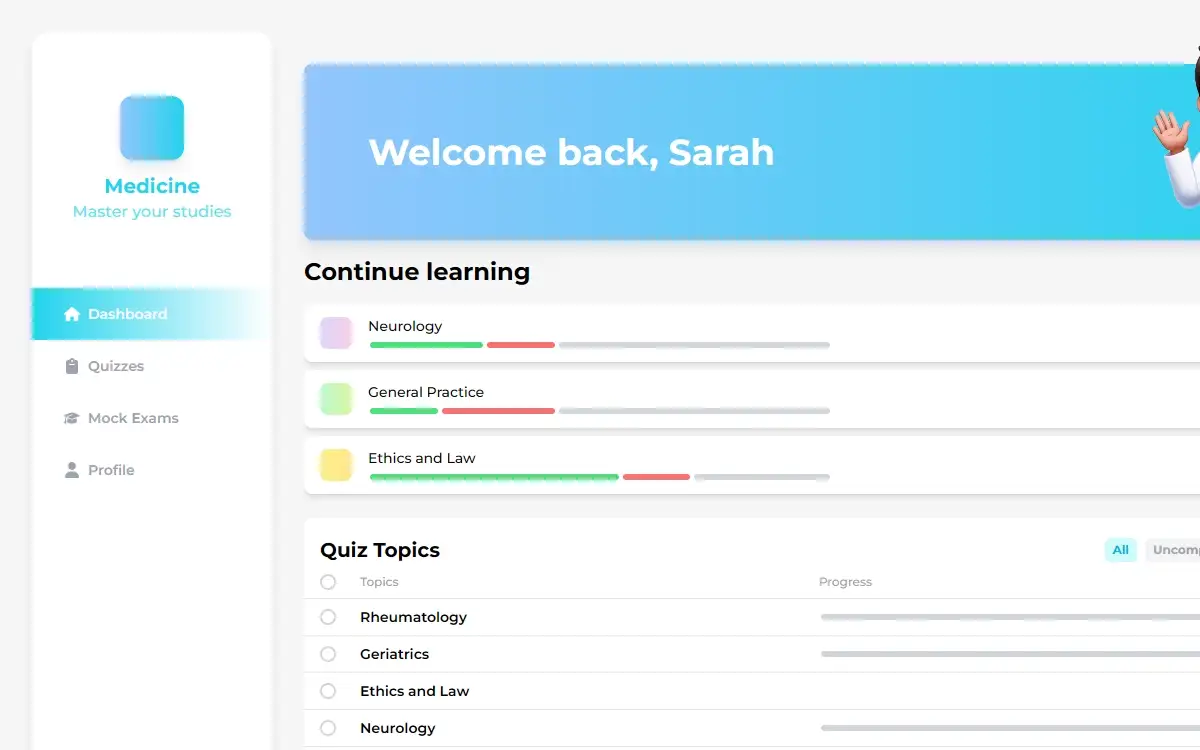 Medicine
Master your studies
Dashboard
Quizzes
Mock Exams
Profile
Welcome back, Sarah
Continue learning
Neurology
General Practice
Ethics and Law
Quiz Topics
All
Uncomp
Topics
Progress
Rheumatology
Geriatrics
Ethics and Law
Neurology